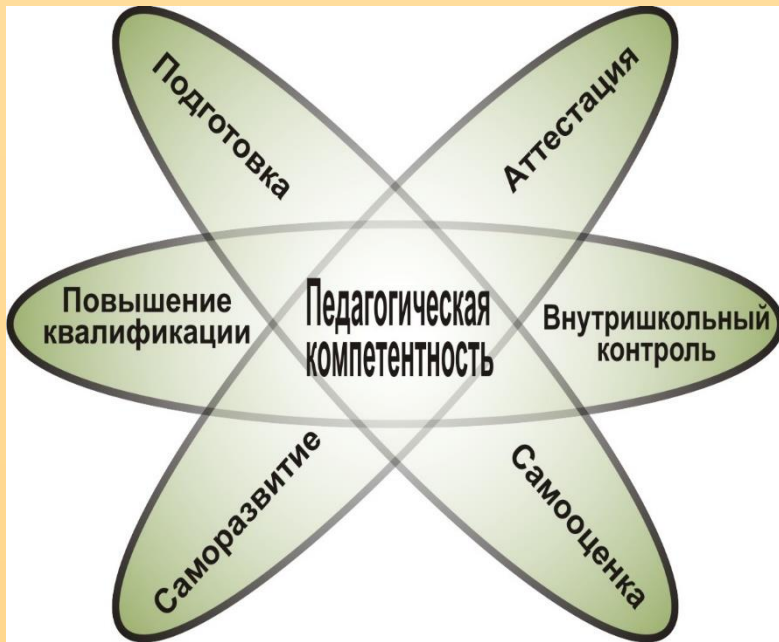 Подготовка
Аттестация
Повышение
квалификации
Педагогическая
компетентность
Внутришкольный
контроль
Саморазвитие
Самооценка